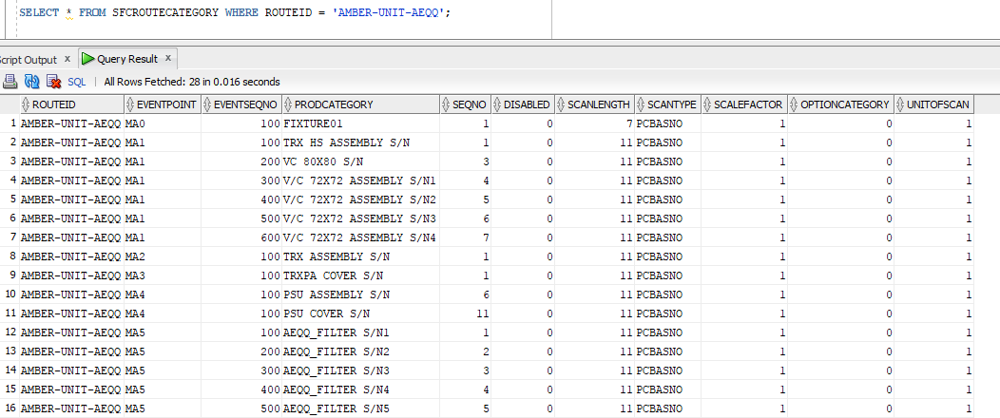 SELECT * FROM SFCROUTECATEGORY WHERE ROUTEID = 'AMBER-UNIT-AEQQ';
cript Output x Query Result x
SQL | All Rows Fetched: 28 in 0.016 seconds
ROUTEID EVENTPOINT EVENTSEQNO PRODCATEGORY SEQNO DISABLED SCANLENGTH SCANTYPE SCALEFACTOR OPTIONCATEGORY UNITOFSCAN
1 AMBER-UNIT-AEQQ MA0 100 FIXTURE01 1 0 7 PCBASNO 1 0 1
2 AMBER-UNIT-AEQQ MA1 100 TRX HS ASSEMBLY S/N 1 0 11 PCBASNO 1 0 1
3 AMBER-UNIT-AEQQ MA1 200 VC 80X80 S/N 3 0 11 PCBASNO 1 0 1
4 AMBER-UNIT-AEQQ MA1 300 V/C 72X72 ASSEMBLY S/N1 4 0 11 PCBASNO 1 0 1
5 AMBER-UNIT-AEQQ MA1 400 V/C 72X72 ASSEMBLY S/N2 5 0 11 PCBASNO 1 0 1
6 AMBER-UNIT-AEQQ MA1 500 V/C 72X72 ASSEMBLY S/N3 6 0 11 PCBASNO 1 0 1
7 AMBER-UNIT-AEQQ MA1 600 V/C 72X72 ASSEMBLY S/N4 7 0 11 PCBASNO 1 0 1
8 AMBER-UNIT-AEQQ MA2 100 TRX ASSEMBLY S/N 1 0 11 PCBASNO 1 0 1
9 AMBER-UNIT-AEQQ MA3 100 TRXPA COVER S/N 1 0 11 PCBASNO 1 0 1
10 AMBER-UNIT-AEQQ MA4 100 PSU ASSEMBLY S/N 6 0 11 PCBASNO 1 0 1
11 AMBER-UNIT-AEQQ MA4 100 PSU COVER S/N 11 0 11 PCBASNO 1 0 1
12 AMBER-UNIT-AEQQ MA5 100 AEQQ_FILTER S/N1 1 0 11 PCBASNO 1 0 1
13 AMBER-UNIT-AEQQ MA5 200 AEQQ_FILTER S/N2 2 0 11 PCBASNO 1 0 1
14 AMBER-UNIT-AEQQ MA5 300 AEQQ_FILTER S/N3 3 0 11 PCBASNO 1 0 1
15 AMBER-UNIT-AEQQ MA5 400 AEQQ_FILTER S/N4 4 0 11 PCBASNO 1 0 1
16 AMBER-UNIT-AEQQ MA5 500 AEQQ_FILTER S/N5 5 0 11 PCBASNO 1 0 1